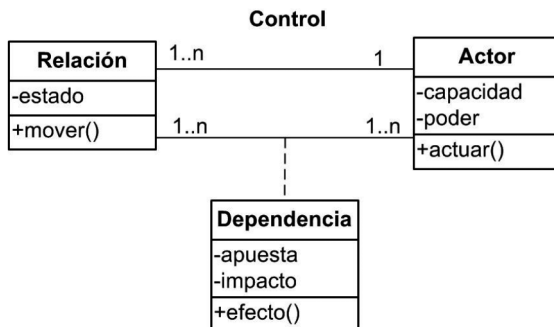 Control
Relación
-estado
+mover()
1..n
1
1..n
1..n
Actor
-capacidad
-poder
+actuar()
Dependencia
-apuesta
-impacto
+efecto()